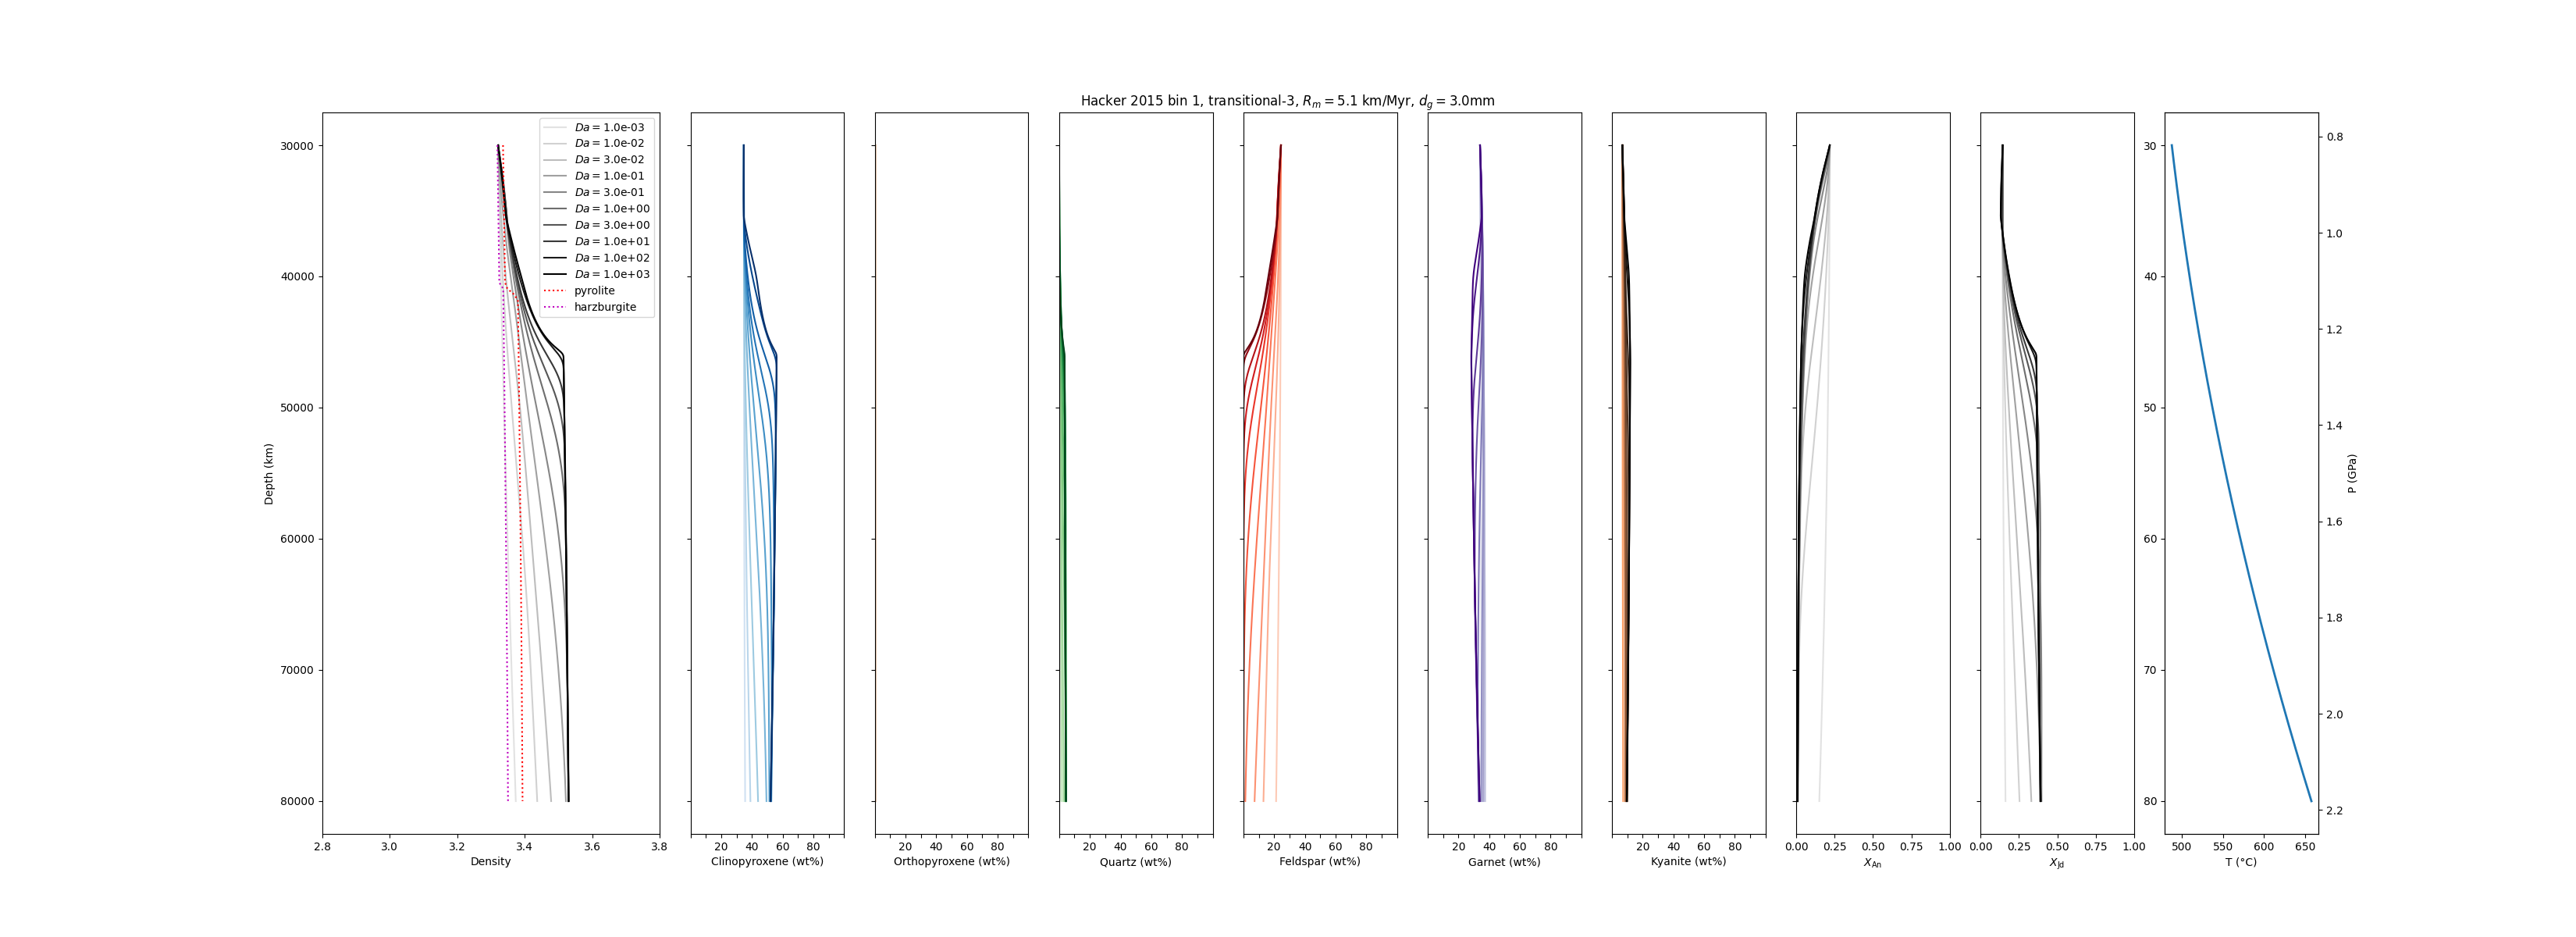 Hacker 2015 bin 1, transitional-3, R_m = 5.1 km/Myr, d_g = 3.0mm
Da = 1.0e-03
Da = 1.0e-02
Da = 3.0e-02
Da = 1.0e-01
Da = 3.0e-01
Da = 1.0e+00
Da = 3.0e+00
Da = 1.0e+01
Da = 1.0e+02
Da = 1.0e+03
pyrolite
harzburgite
Depth (km)
30000
40000
50000
60000
70000
80000
2.8 3.0 3.2 3.4 3.6 3.8
Density
20 40 60 80
Clinopyroxene (wt%)
20 40 60 80
Orthopyroxene (wt%)
20 40 60 80
Quartz (wt%)
20 40 60 80
Feldspar (wt%)
20 40 60 80
Garnet (wt%)
20 40 60 80
Kyanite (wt%)
0.00 0.25 0.50 0.75 1.00
X_An
0.00 0.25 0.50 0.75 1.00
X_Jd
30
40
50
60
70
80
500 550 600 650
T (°C)
0.8
1.0
1.2
1.4
1.6
1.8
2.0
2.2
P (GPa)